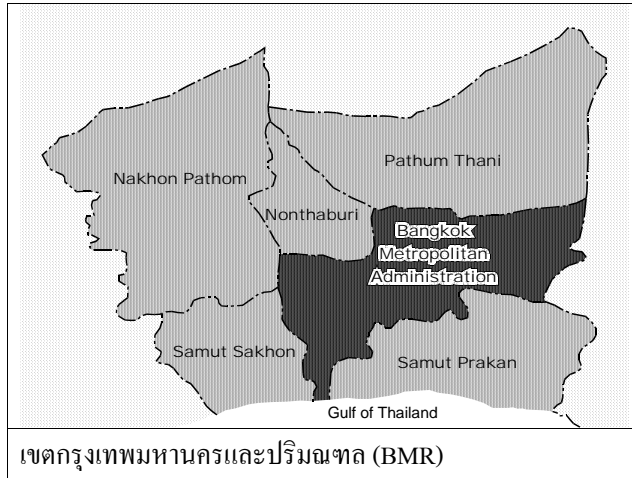 Pathum Thani
Nakhon Pathom
Nonthaburi
Bangkok
Metropolitan
Administration
Samut Sakhon
Samut Prakan
Gulf of Thailand
เขตกรุงเทพมหานครและปริมณฑล (BMR)